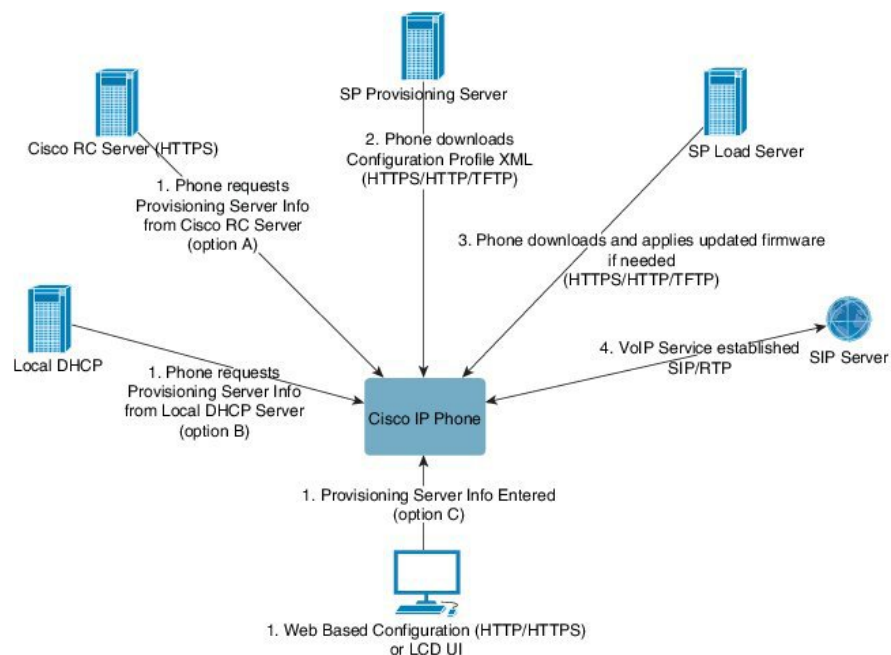 SP Provisioning Server
Cisco RC Server (HTTPS)
SP Load Server
2. Phone downloads
Configuration Profile XML
(HTTPS/HTTP/TFTP)
1. Phone requests
Provisioning Server Info
from Cisco RC Server
(option A)
3. Phone downloads and applies updated firmware
if needed
(HTTPS/HTTP/TFTP)
Local DHCP
1. Phone requests
Provisioning Server Info
from Local DHCP Server
(option B)
4. VoIP Service established
SIP/RTP
SIP Server
Cisco IP Phone
1. Provisioning Server Info Entered
(option C)
1. Web Based Configuration (HTTP/HTTPS)
or LCD UI